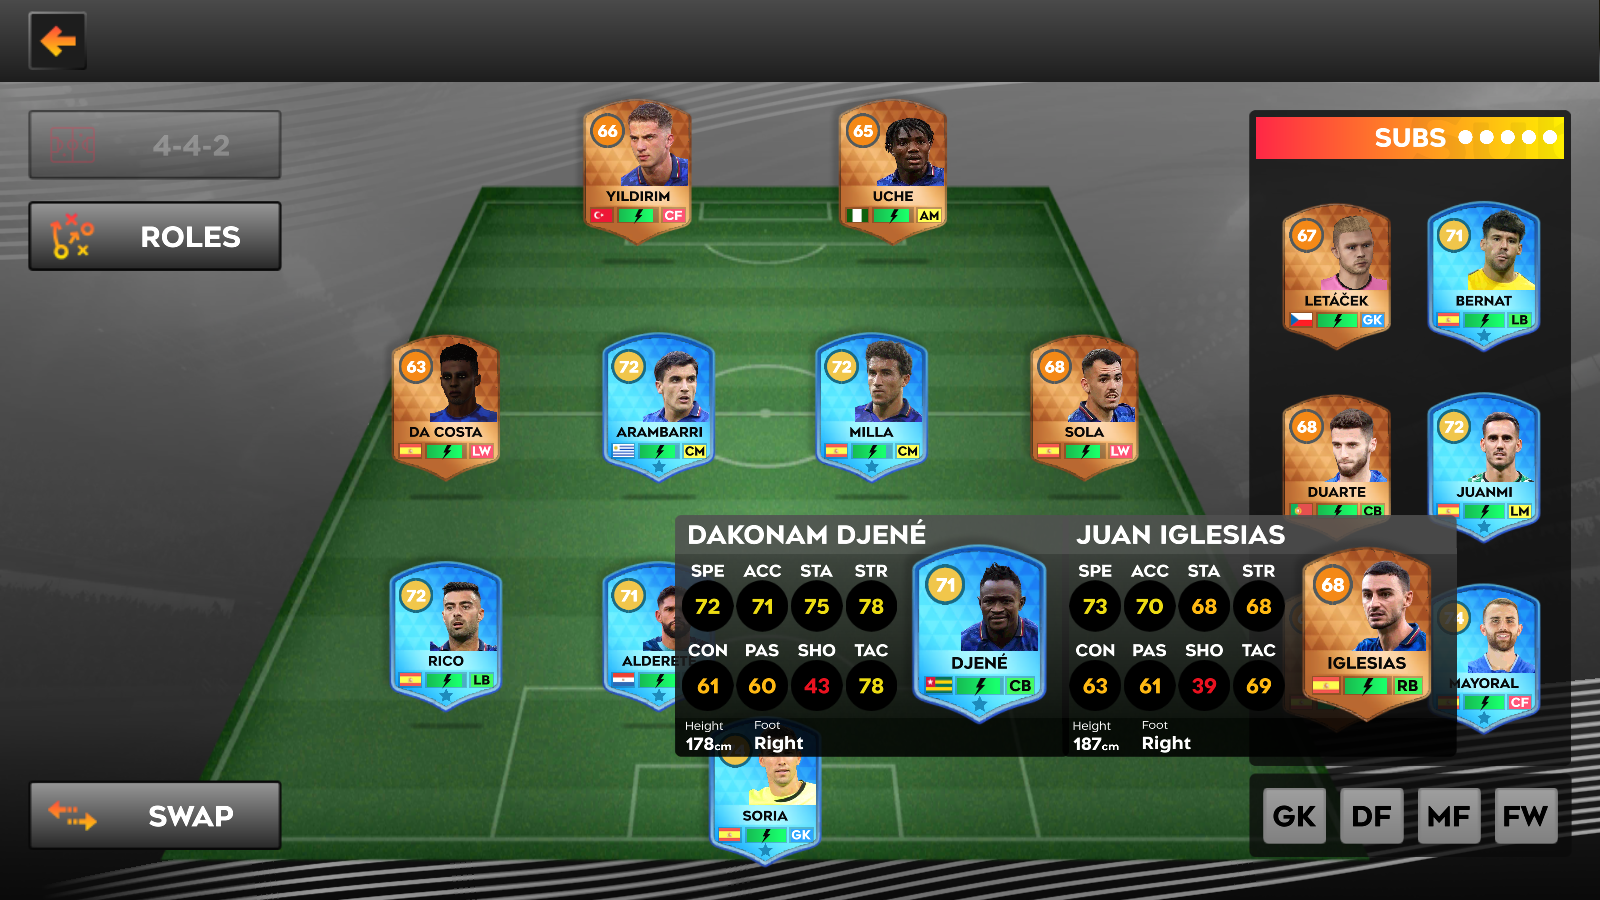 4-4-2
ROLES
66
YILDIRIM
CF
65
UCHE
AM
SUBS
67
LETÁČEK
GK
71
BERNAT
LB
63
DA COSTA
LW
72
ARAMBARRI
CM
72
MILLA
CM
68
SOLA
LW
68
DUARTE
CB
72
JUANMI
LM
72
RICO
LB
71
ALDERETE
DAKONAM DJENÉ
SPE ACC STA STR
72 71 75 78
CON PAS SHO TAC
61 60 43 78
Height Foot
178cm Right
71
DJENÉ
CB
JUAN IGLESIAS
SPE ACC STA STR
73 70 68 68
CON PAS SHO TAC
63 61 39 69
Height Foot
187cm Right
68
IGLESIAS
RB
MAYORAL
CF
SORIA
GK
SWAP
GK DF MF FW